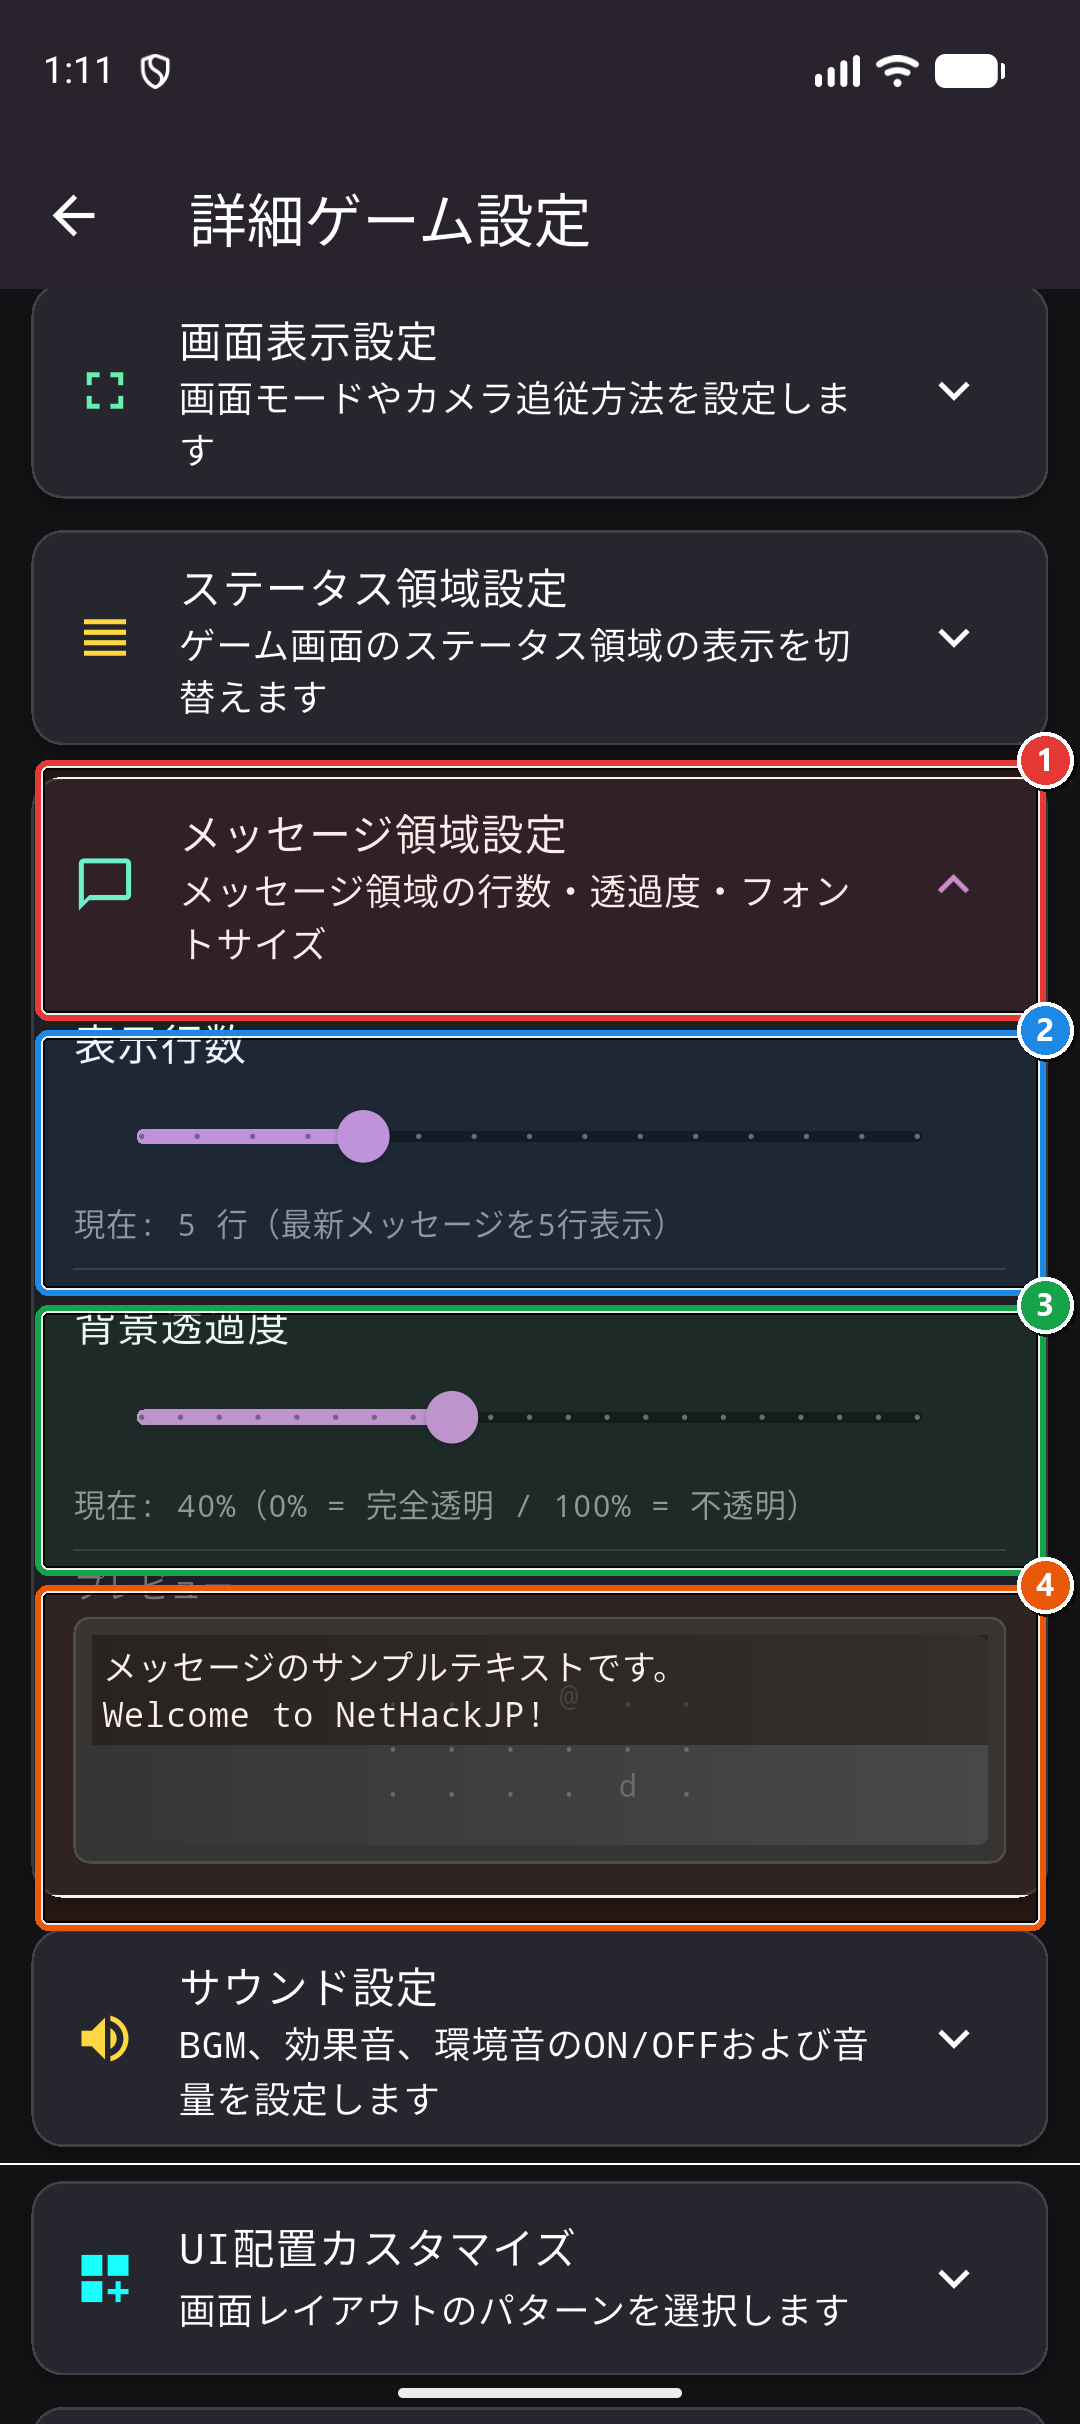 1:11
詳細ゲーム設定
画面表示設定
画面モードやカメラ追従方法を設定しま
す
ステータス領域設定
ゲーム画面のステータス領域の表示を切
替えます
1
メッセージ領域設定
メッセージ領域の行数・透過度・フォン
トサイズ
2
表示行数
現在: 5 行（最新メッセージを5行表示）
3
背景透過度
現在: 40%（0% = 完全透明 / 100% = 不透明）
4
プレビュー
メッセージのサンプルテキストです。
Welcome to NetHackJP!
. . . @ . .
. . . . . .
. . . . d .
サウンド設定
BGM、効果音、環境音のON/OFFおよび音
量を設定します
UI配置カスタマイズ
画面レイアウトのパターンを選択します